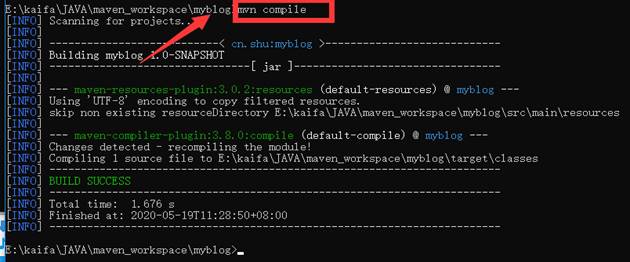 E:\kaifa\JAVA\maven_workspace\myblog>mvn compile
[INFO] Scanning for projects...
[INFO]
[INFO] ----------------------------< cn.shu:myblog >----------------------------
[INFO] Building myblog 1.0-SNAPSHOT
[INFO] --------------------------------[ jar ]---------------------------------
[INFO]
[INFO] --- maven-resources-plugin:3.0.2:resources (default-resources) @ myblog ---
[INFO] Using 'UTF-8' encoding to copy filtered resources.
[INFO] skip non existing resourceDirectory E:\kaifa\JAVA\maven_workspace\myblog\src\main\resources
[INFO]
[INFO] --- maven-compiler-plugin:3.8.0:compile (default-compile) @ myblog ---
[INFO] Changes detected - recompiling the module!
[INFO] Compiling 1 source file to E:\kaifa\JAVA\maven_workspace\myblog\target\classes
[INFO] ------------------------------------------------------------------------
[INFO] BUILD SUCCESS
[INFO] ------------------------------------------------------------------------
[INFO] Total time:  1.676 s
[INFO] Finished at: 2020-05-19T11:28:50+08:00
[INFO] ------------------------------------------------------------------------
E:\kaifa\JAVA\maven_workspace\myblog>_